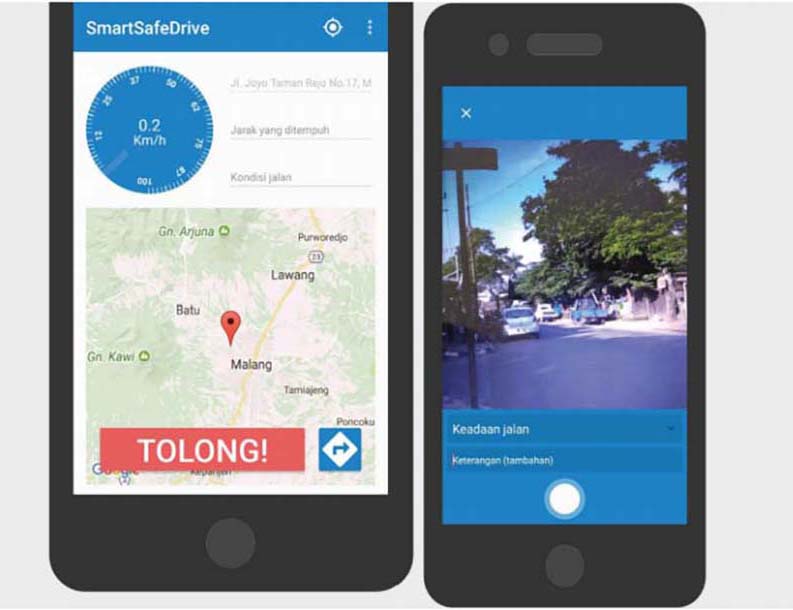 SmartSafeDrive
12
25
37
50
62
75
87
100
0.2
Km/h
Jl. Joyo Taman Rejo No.17, M
Jarak yang ditempuh
Kondisi jalan
Gn. Arjuna
Purworedjo
23
Lawang
Batu
Gn. Kawi
Malang
Tamiajeng
Poncoku
TOLONG!
Google
Kepanjen
Keadaan jalan
Keterangan (tambahan)